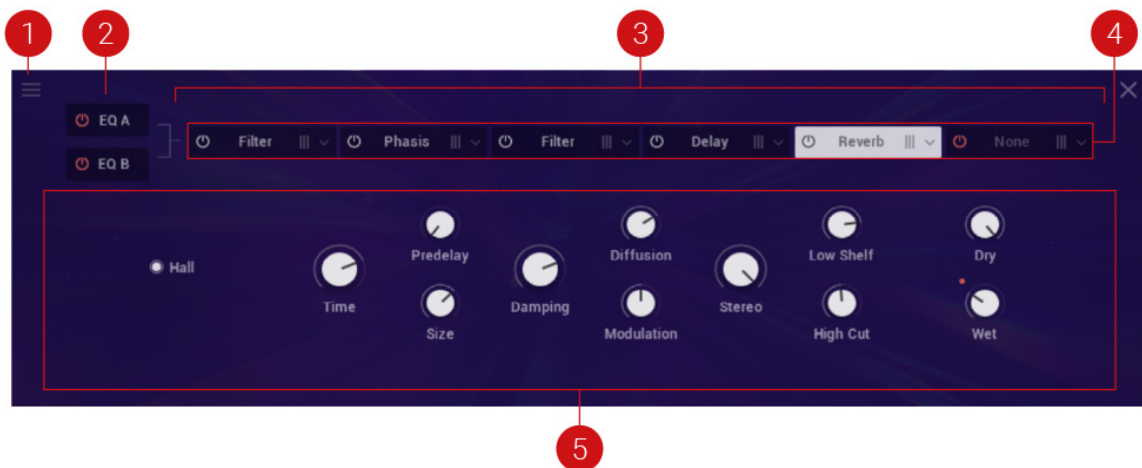 1 2 3 4
EQ A
Filter Phasis Filter Delay Reverb None
EQ B
Predelay Diffusion Low Shelf Dry
Hall
Time Damping Stereo
Size Modulation High Cut Wet
5